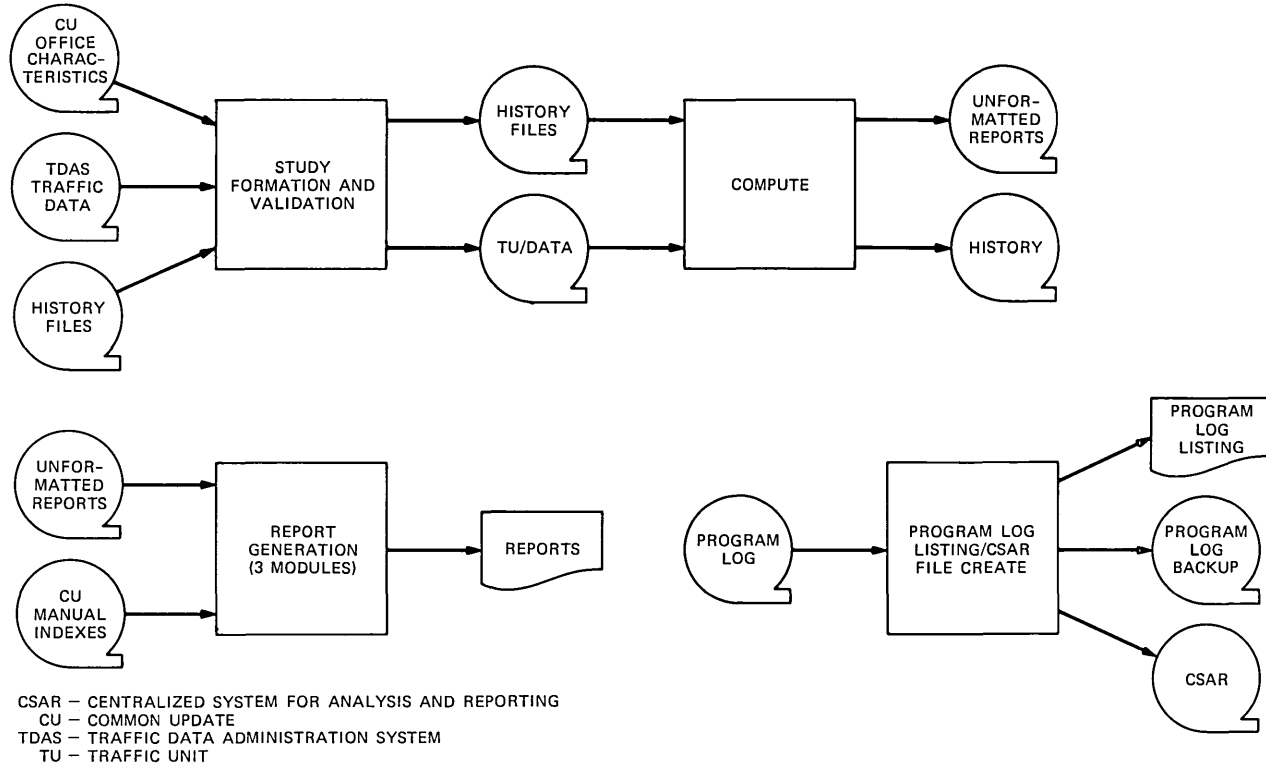 CU
OFFICE
CHARAC-
TERISTICS
TDAS
TRAFFIC
DATA
HISTORY
FILES
STUDY
FORMATION AND
VALIDATION
HISTORY
FILES
TU/DATA
COMPUTE
UNFOR-
MATTED
REPORTS
HISTORY
UNFOR-
MATTED
REPORTS
CU
MANUAL
INDEXES
REPORT
GENERATION
(3 MODULES)
REPORTS
PROGRAM
LOG
PROGRAM LOG
LISTING/CSAR
FILE CREATE
PROGRAM
LOG
LISTING
PROGRAM
LOG
BACKUP
CSAR
CSAR – CENTRALIZED SYSTEM FOR ANALYSIS AND REPORTING
CU – COMMON UPDATE
TDAS – TRAFFIC DATA ADMINISTRATION SYSTEM
TU – TRAFFIC UNIT